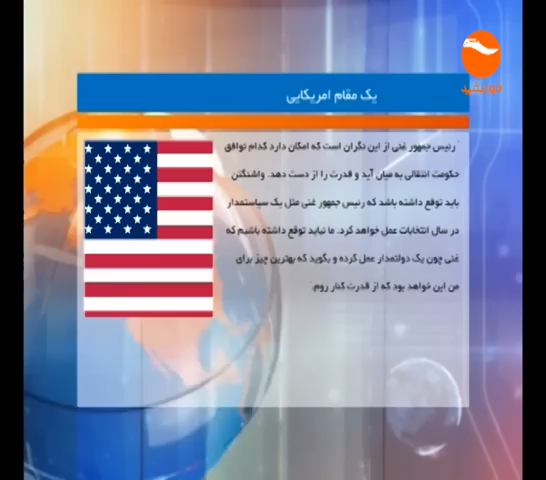 خورشید
یک مقام امریکایی
رئیس جمهور غنی از این نگران است که امکان دارد کدام توافق
حکومت انتقالی به میان آید و قدرت را از دست دهد. واشنگتن
باید توقع داشته باشد که رئیس جمهور غنی مثل یک سیاستمدار
در سال انتخابات عمل خواهد کرد. ما نباید توقع داشته باشیم که
غنی چون یک دولتمدار عمل کرده و بگوید که بهترین چیز برای
من این خواهد بود که از قدرت کنار روم.